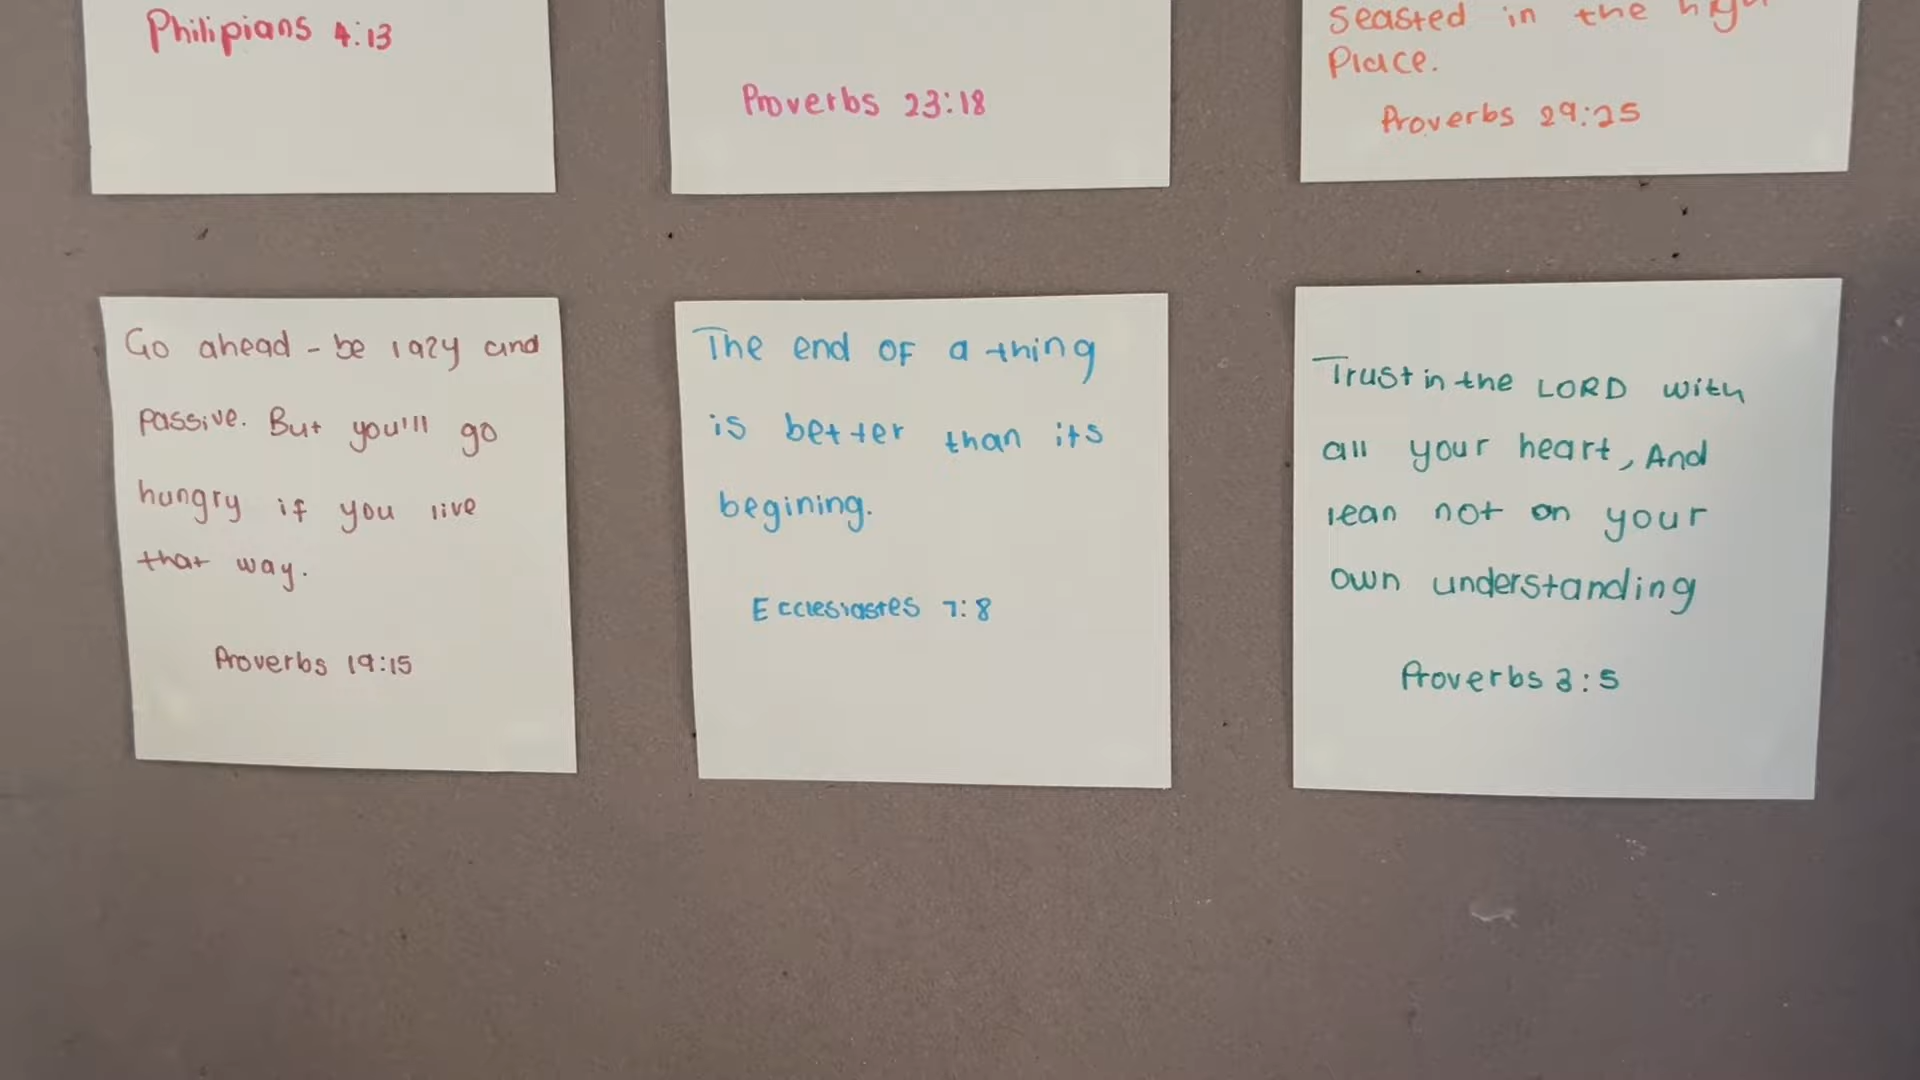 Philipians 4:13
Proverbs 23:18
seasted in the high
Place.
Proverbs 29:25
Go ahead - be lazy and
passive. But you'll go
hungry if you live
that way.
Proverbs 19:15
The end of a thing
is better than its
begining.
Ecclesiastes 7:8
Trust in the LORD with
all your heart, And
lean not on your
own understanding
Proverbs 3:5